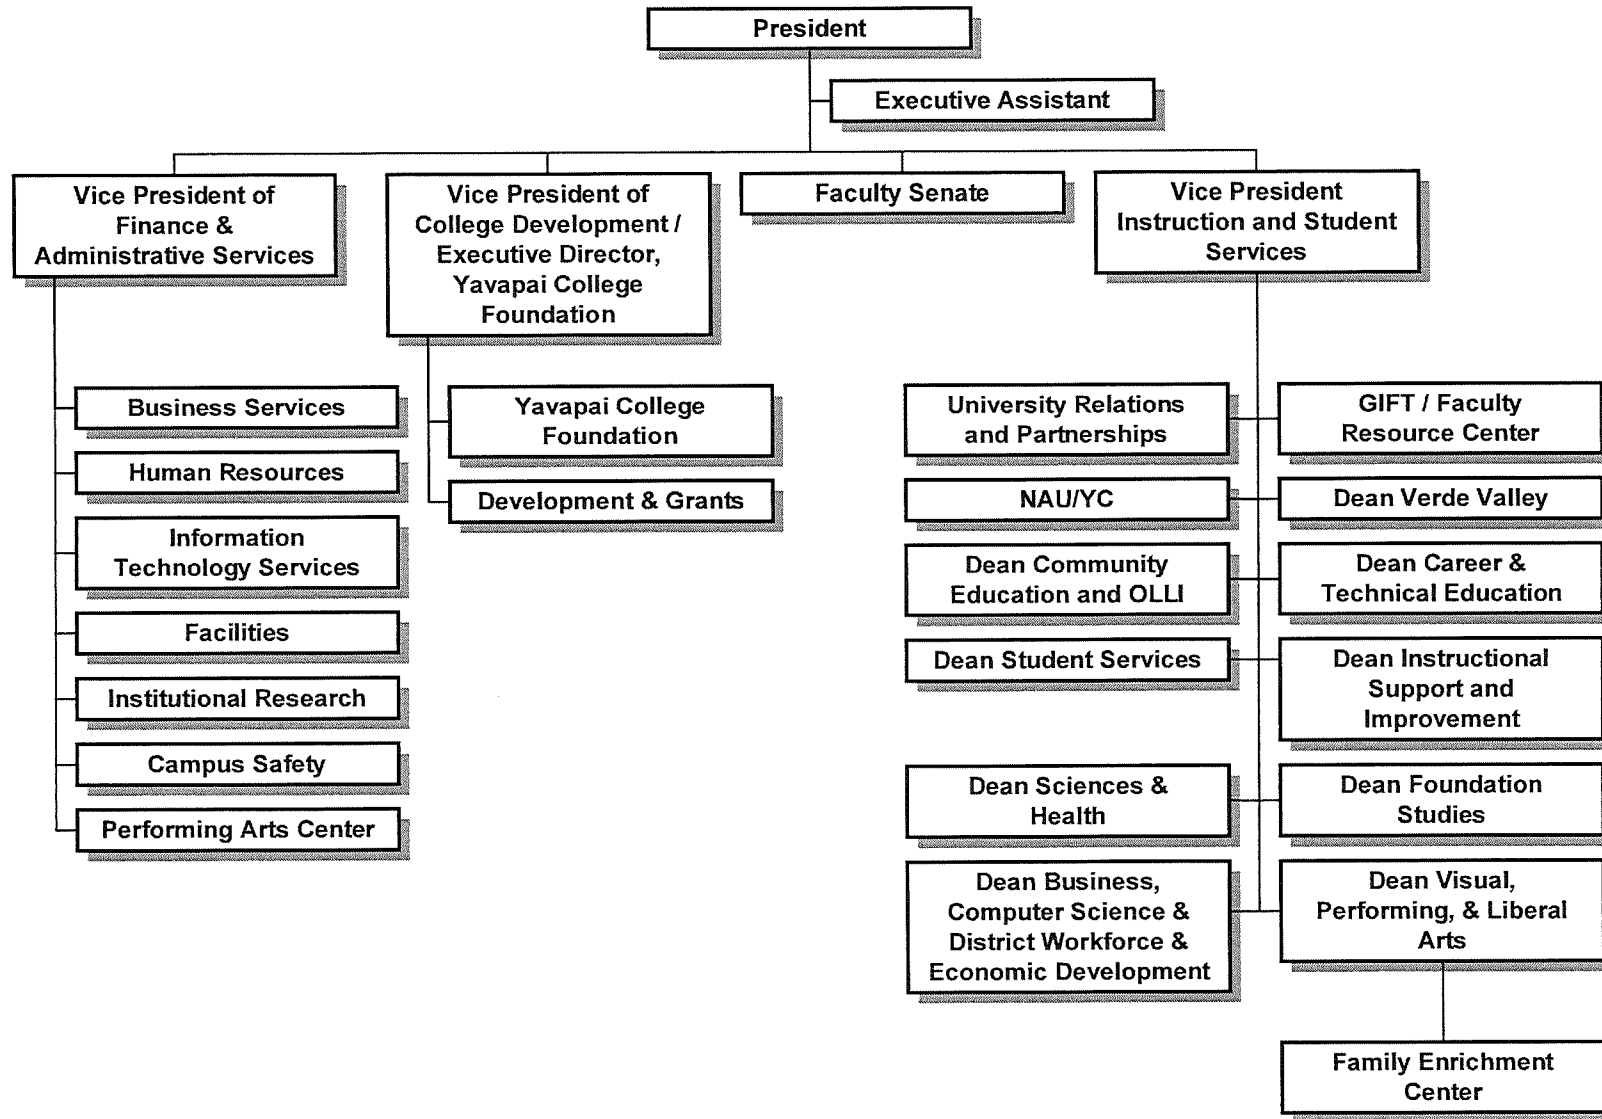 President
Executive Assistant
Vice President of
Finance &
Administrative Services
Vice President of
College Development /
Executive Director,
Yavapai College
Foundation
Faculty Senate
Vice President
Instruction and Student
Services
Business Services
Human Resources
Information
Technology Services
Facilities
Institutional Research
Campus Safety
Performing Arts Center
Yavapai College
Foundation
Development & Grants
University Relations
and Partnerships
GIFT / Faculty
Resource Center
NAU/YC
Dean Verde Valley
Dean Community
Education and OLLI
Dean Career &
Technical Education
Dean Student Services
Dean Instructional
Support and
Improvement
Dean Sciences &
Health
Dean Foundation
Studies
Dean Business,
Computer Science &
District Workforce &
Economic Development
Dean Visual,
Performing, & Liberal
Arts
Family Enrichment
Center